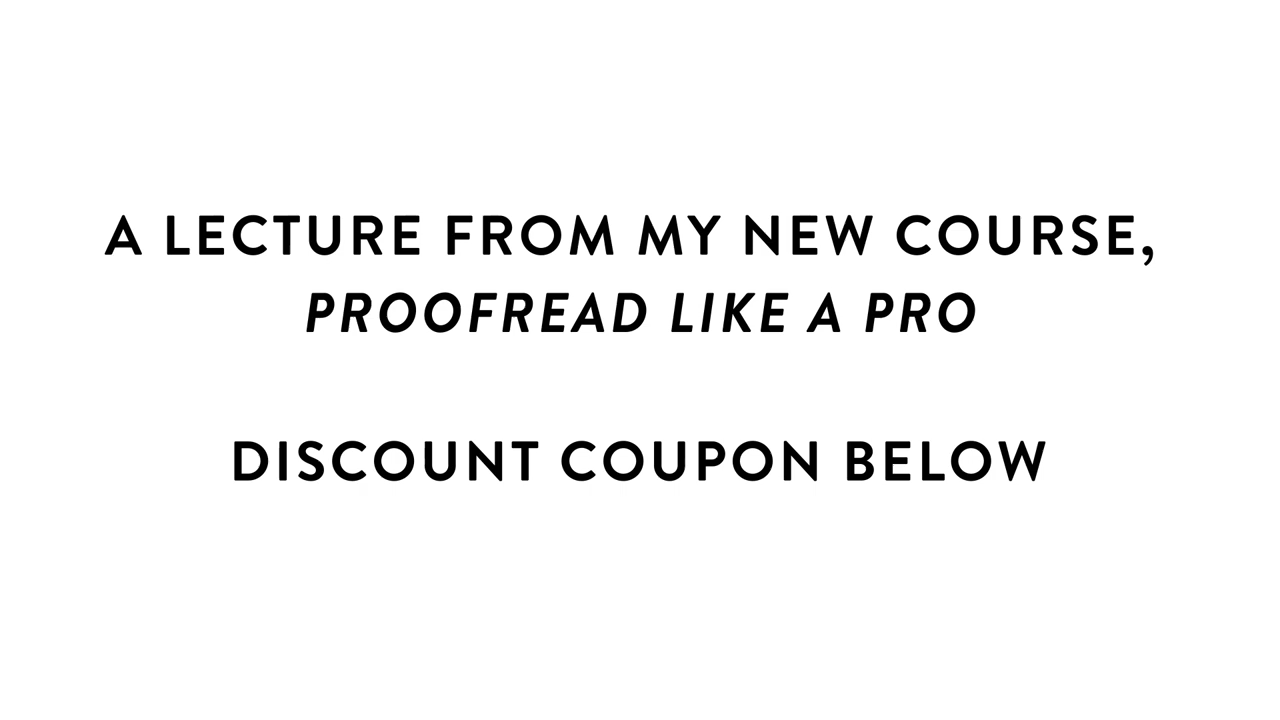 A LECTURE FROM MY NEW COURSE,
PROOFREAD LIKE A PRO
DISCOUNT COUPON BELOW